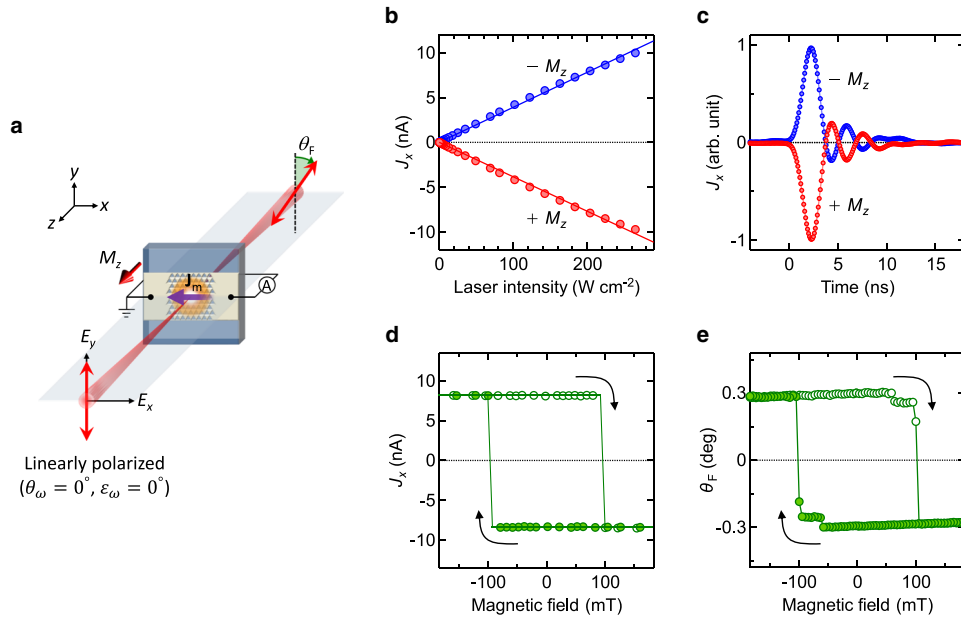 a
y
x
z
θF
Mz
Jm
A
Ey
Ex
Linearly polarized
(θω = 0°, εω = 0°)
b
Jx (nA)
10
5
0
-5
-10
− Mz
+ Mz
0
100
200
Laser intensity (W cm-2)
c
Jx (arb. unit)
1
0
-1
− Mz
+ Mz
0
5
10
15
Time (ns)
d
Jx (nA)
10
5
0
-5
-10
-100
0
100
Magnetic field (mT)
e
θF (deg)
0.3
0
-0.3
-100
0
100
Magnetic field (mT)